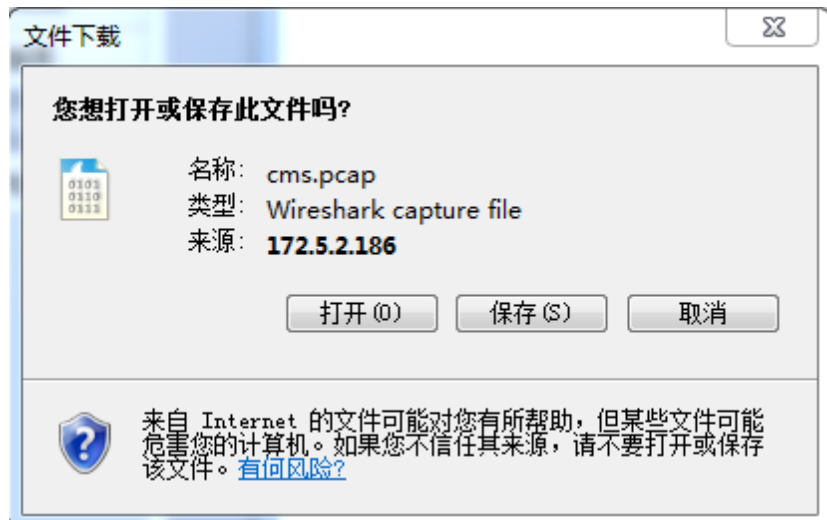 文件下载
您想打开或保存此文件吗?
0101
0110
0111
名称: cms.pcap
类型: Wireshark capture file
来源: 172.5.2.186
打开(O) 保存(S) 取消
来自 Internet 的文件可能对您有所帮助，但某些文件可能
危害您的计算机。如果您不信任其来源，请不要打开或保存
该文件。有何风险?